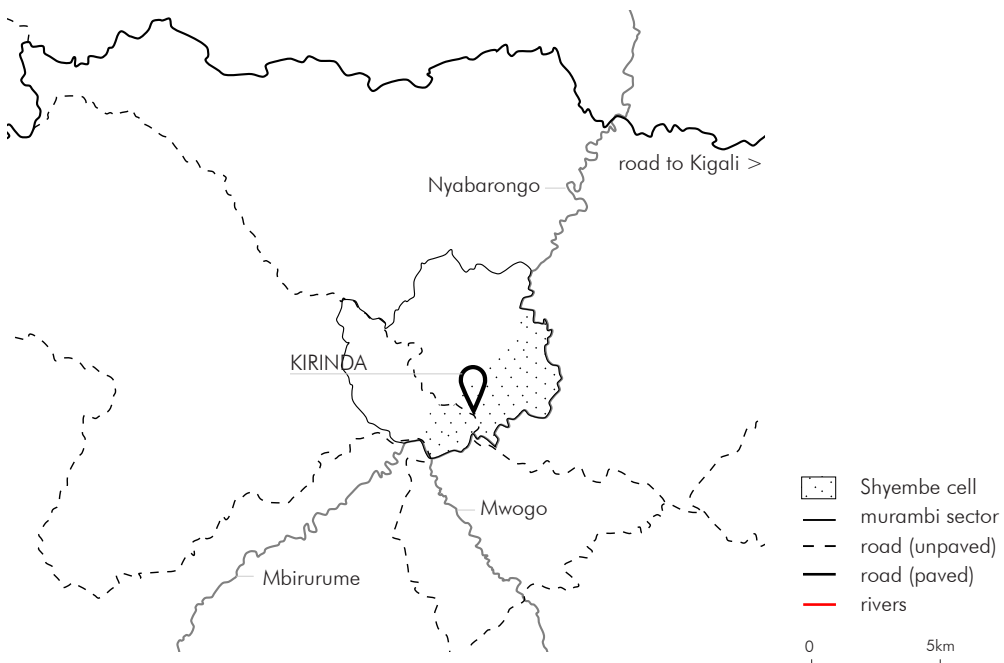 road to Kigali >
Nyabarongo
KIRINDA
Mwogo
Mbirurume
Shyembe cell
murambi sector
road (unpaved)
road (paved)
rivers
0 5km